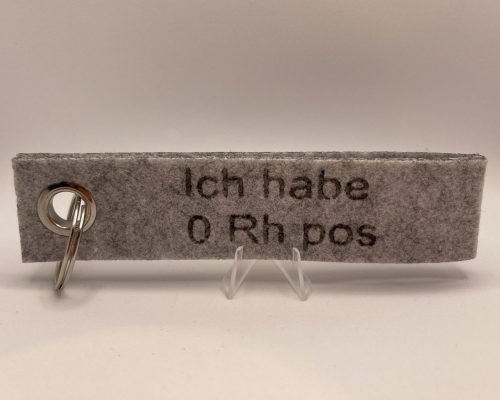 Ich habe
0 Rh pos